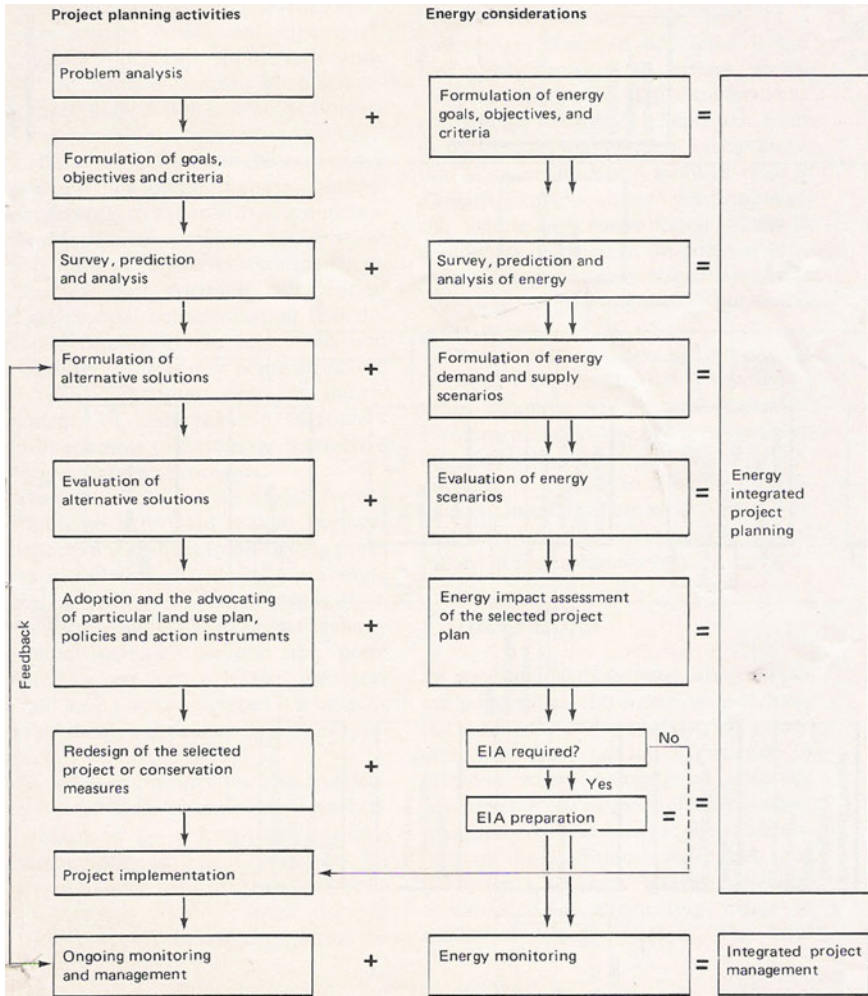 Project planning activities
Energy considerations
Problem analysis
+
Formulation of energy
goals, objectives, and
criteria
=
Formulation of goals,
objectives and criteria
Survey, prediction
and analysis
+
Survey, prediction and
analysis of energy
=
Formulation of
alternative solutions
+
Formulation of energy
demand and supply
scenarios
=
Evaluation of
alternative solutions
+
Evaluation of energy
scenarios
=
Energy
integrated
project
planning
Adoption and the advocating
of particular land use plan,
policies and action instruments
+
Energy impact assessment
of the selected project
plan
=
Feedback
Redesign of the selected
project or conservation
measures
+
EIA required?
No
Yes
EIA preparation
=
=
Project implementation
Ongoing monitoring
and management
+
Energy monitoring
=
Integrated project
management